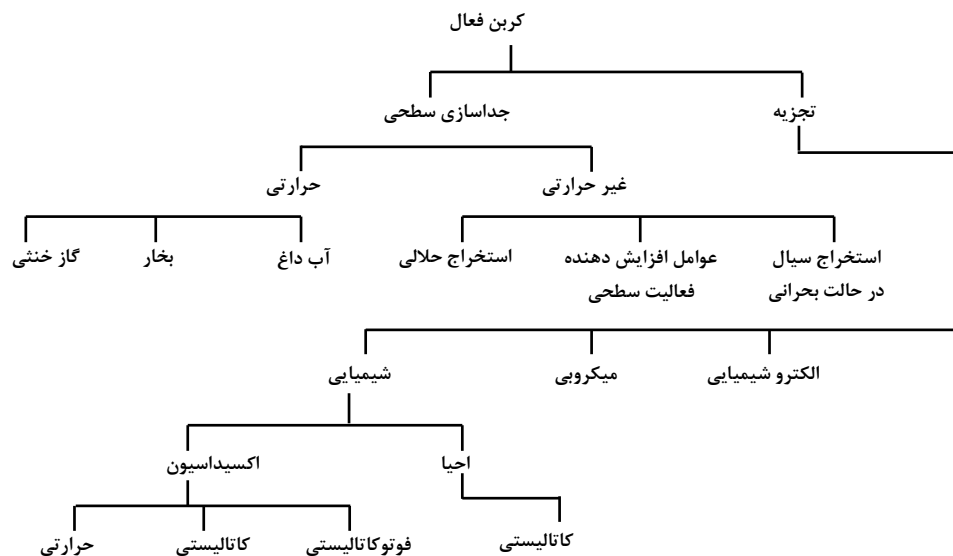 کربن فعال
تجزیه
جداسازی سطحی
غیر حرارتی
حرارتی
استخراج سیال
در حالت بحرانی
عوامل افزایش دهنده
فعالیت سطحی
استخراج حلالی
آب داغ
بخار
گاز خنثی
الکترو شیمیایی
میکروبی
شیمیایی
احیا
اکسیداسیون
کاتالیستی
فوتوکاتالیستی
کاتالیستی
حرارتی